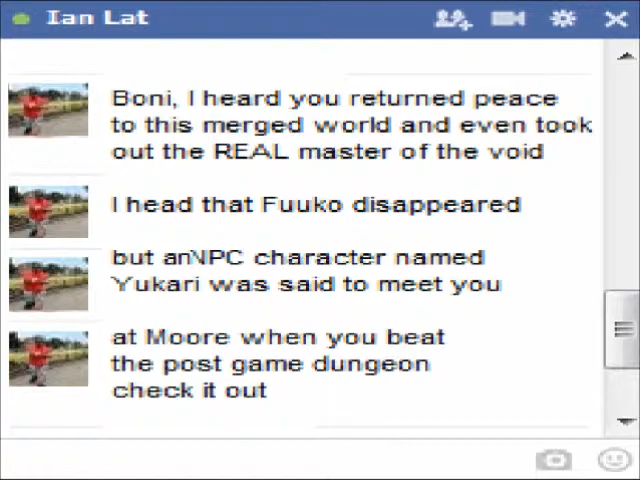 Ian Lat
Boni, I heard you returned peace
to this merged world and even took
out the REAL master of the void
I head that Fuuko disappeared
but anNPC character named
Yukari was said to meet you
at Moore when you beat
the post game dungeon
check it out